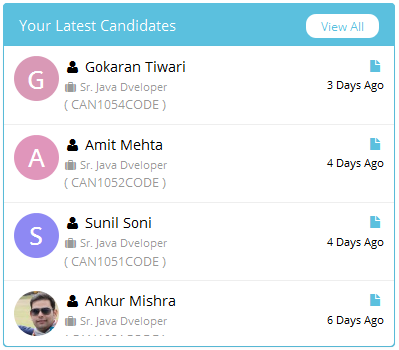 Your Latest Candidates
View All
G
Gokaran Tiwari
Sr. Java Dveloper
3 Days Ago
( CAN1054CODE )
A
Amit Mehta
Sr. Java Dveloper
4 Days Ago
( CAN1052CODE )
S
Sunil Soni
Sr. Java Dveloper
4 Days Ago
( CAN1051CODE )
Ankur Mishra
Sr. Java Dveloper
6 Days Ago